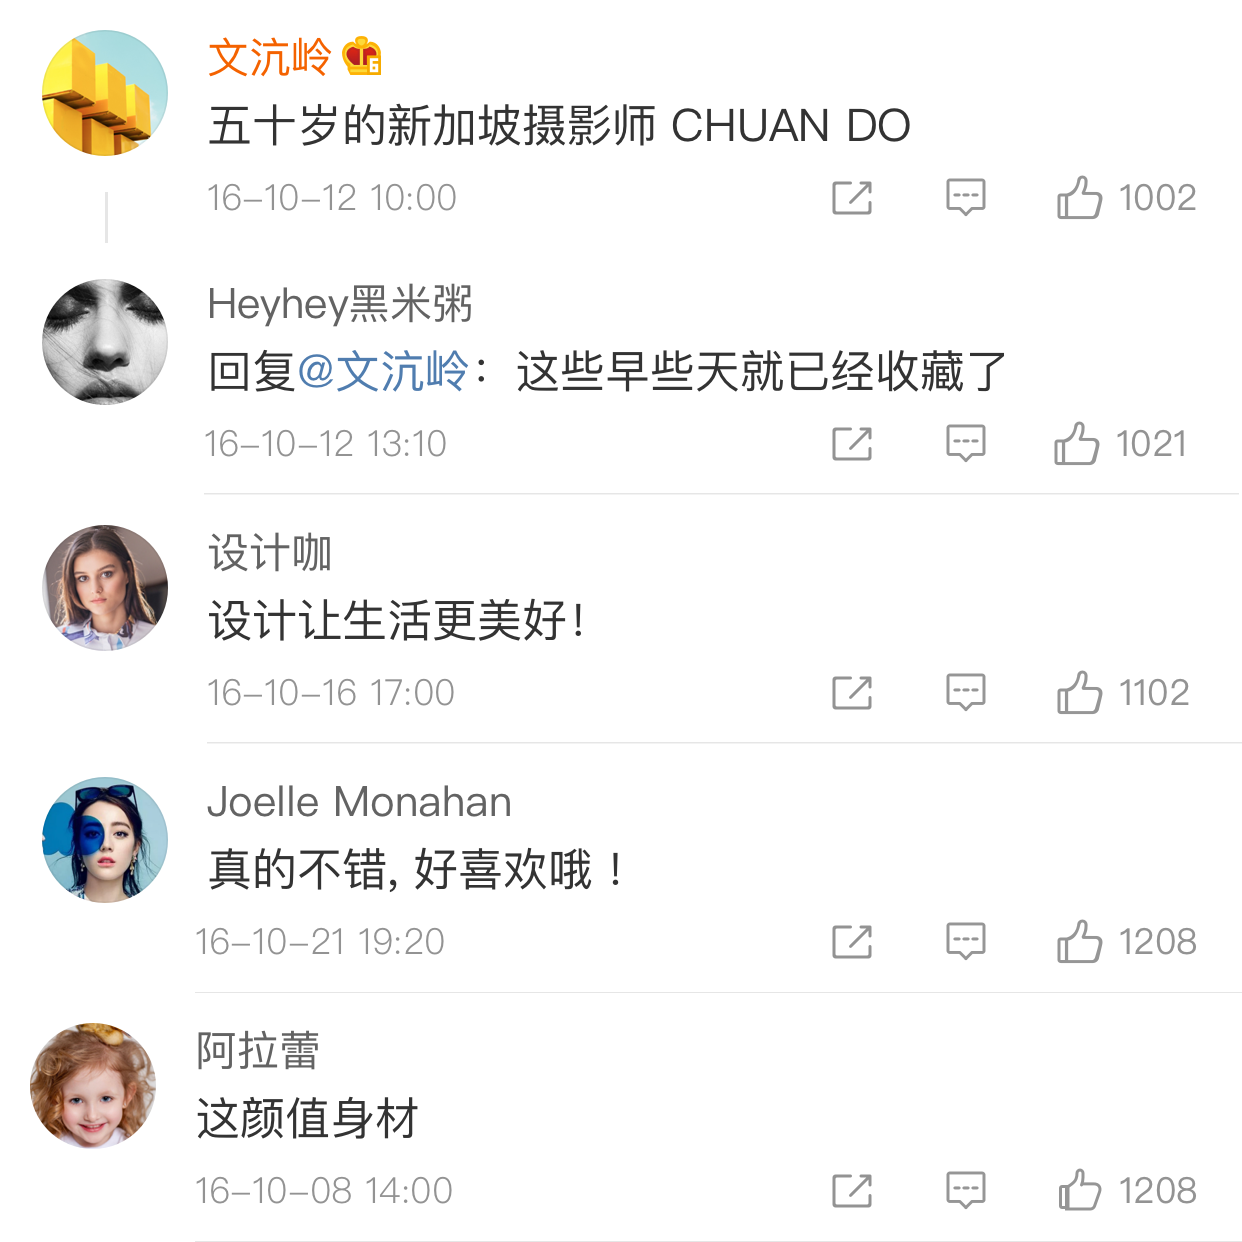 文沆岭
五十岁的新加坡摄影师 CHUAN DO
16-10-12 10:00 1002
Heyhey黑米粥
回复@文沆岭：这些早些天就已经收藏了
16-10-12 13:10 1021
设计咖
设计让生活更美好！
16-10-16 17:00 1102
Joelle Monahan
真的不错, 好喜欢哦！
16-10-21 19:20 1208
阿拉蕾
这颜值身材
16-10-08 14:00 1208